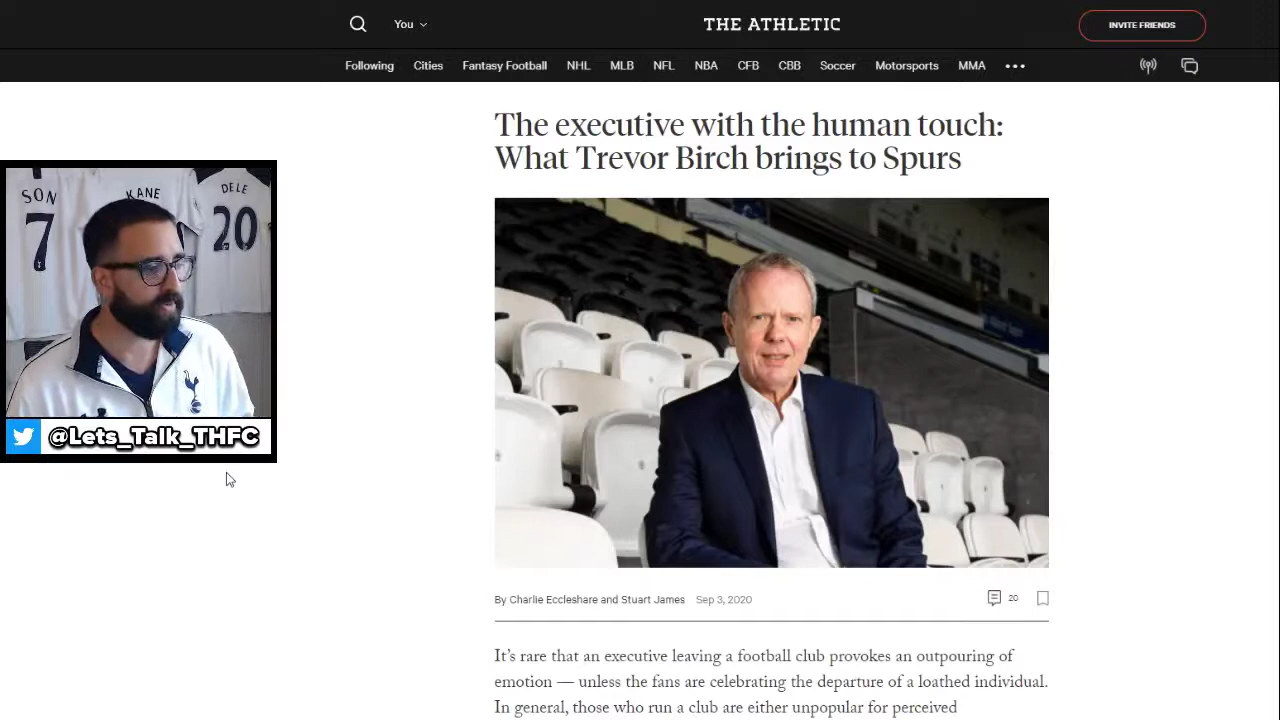 You
THE ATHLETIC
INVITE FRIENDS
Following Cities Fantasy Football NHL MLB NFL NBA CFB CBB Soccer Motorsports MMA
The executive with the human touch:
What Trevor Birch brings to Spurs
SON
7
KANE
DELE
20
@Lets_Talk_THFC
By Charlie Eccleshare and Stuart James Sep 3, 2020
20
It's rare that an executive leaving a football club provokes an outpouring of
emotion — unless the fans are celebrating the departure of a loathed individual.
In general, those who run a club are either unpopular for perceived